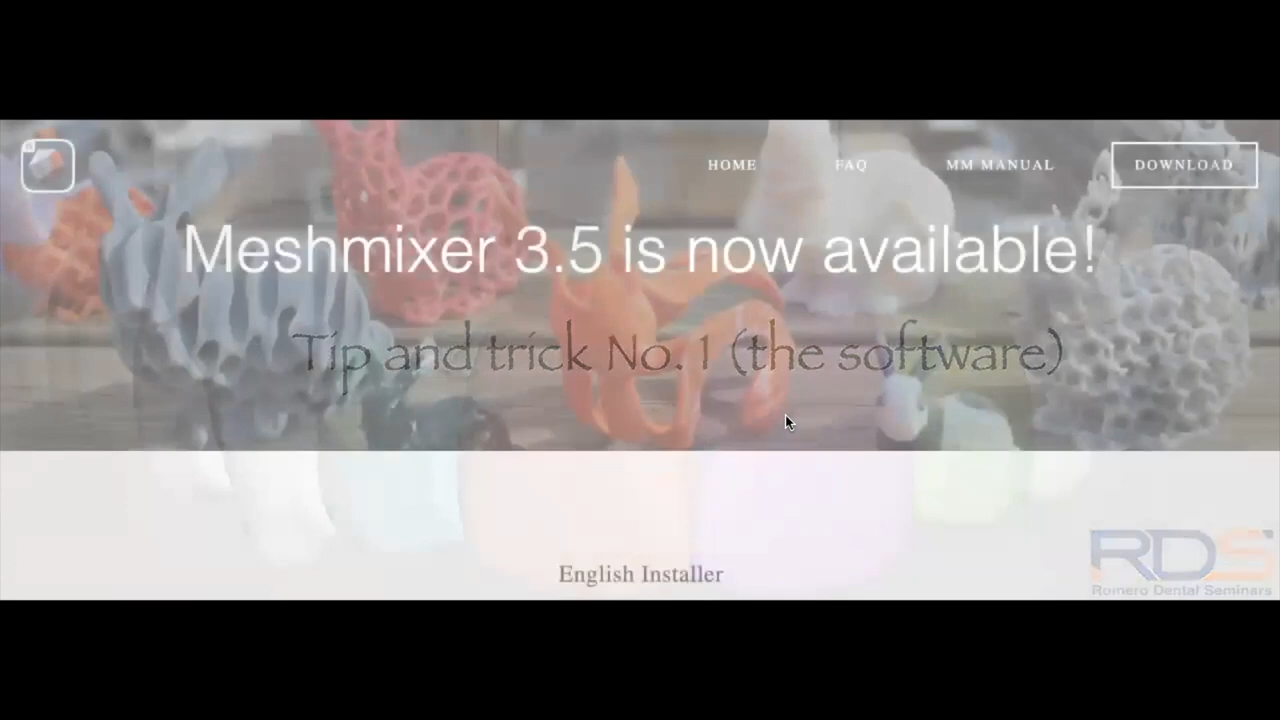 HOME FAQ MM MANUAL DOWNLOAD
Meshmixer 3.5 is now available!
Tip and trick No. 1 (the software)
English Installer
RDS
Romero Dental Seminars